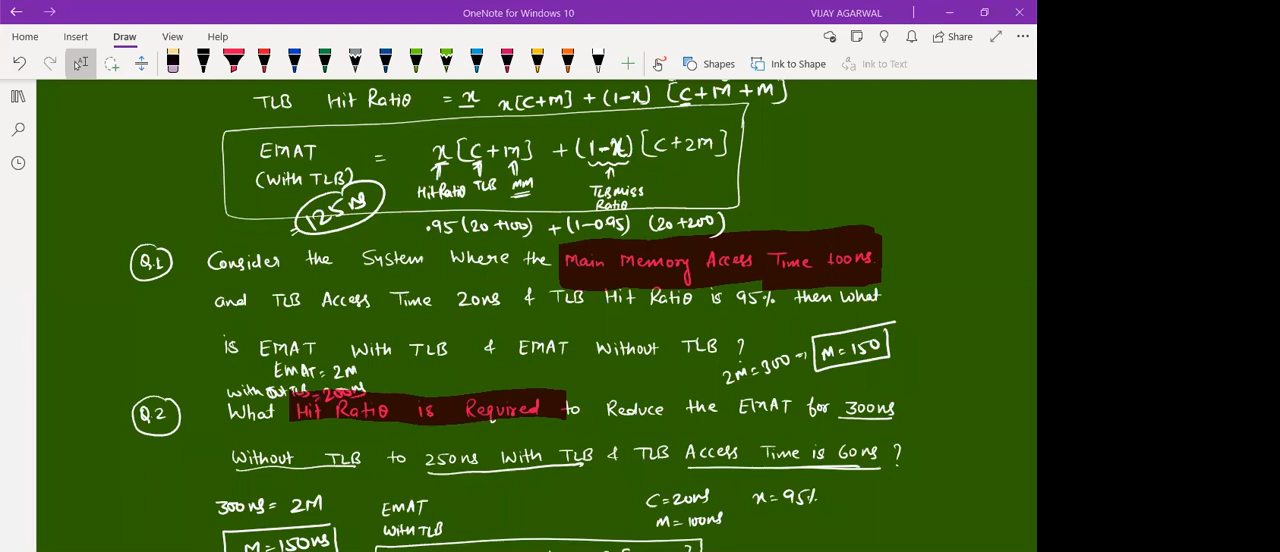 OneNote for Windows 10
VIJAY AGARWAL
Home Insert Draw View Help
Share
Shapes Ink to Shape Ink to Text
TLB Hit Ratio = x x[C+m] + (1-x) [C+m+m]
EMAT (With TLB) = x[C+m] + (1-x) [C+2M]
Hit Ratio TLB MM TLB Miss Ratio
= 125ns .95(20+100) + (1-0.95) (20+200)
Q.1 Consider the System Where the Main Memory Access Time 100ns
and TLB Access Time 20ns & TLB Hit Ratio is 95% then What
is EMAT With TLB & EMAT Without TLB ?
EMAT = 2M
without TLB = 200ns
2M = 300 => M = 150
Q.2 What Hit Ratio is Required to Reduce the EMAT for 300ns
Without TLB to 250ns With TLB & TLB Access Time is 60ns ?
300ns = 2M
M = 150ns
EMAT
With TLB
C = 20ns x = 95%
M = 100ns